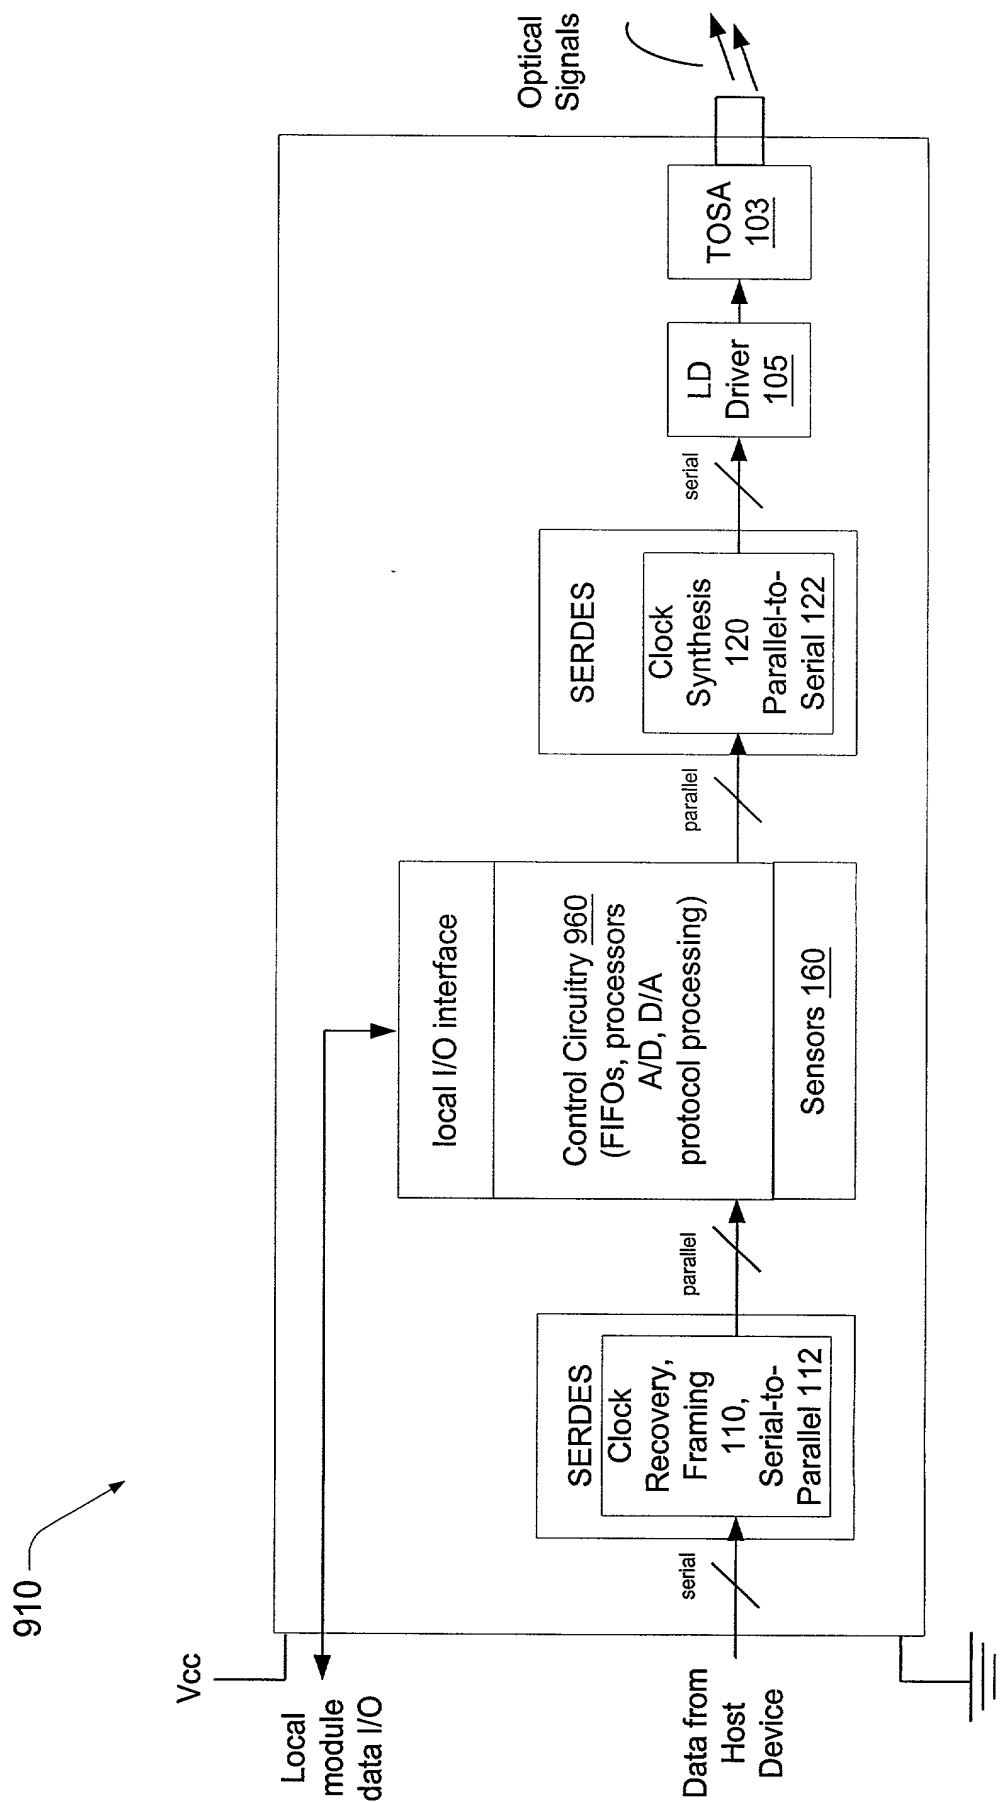 910
Vcc
Local
module
data I/O
Data from
Host
Device
serial
SERDES
Clock
Recovery,
Framing
110,
Serial-to-
Parallel 112
parallel
local I/O interface
Control Circuitry 960
(FIFOs, processors
A/D, D/A
protocol processing)
Sensors 160
parallel
SERDES
Clock
Synthesis
120
Parallel-to-
Serial 122
serial
LD
Driver
105
TOSA
103
Optical
Signals